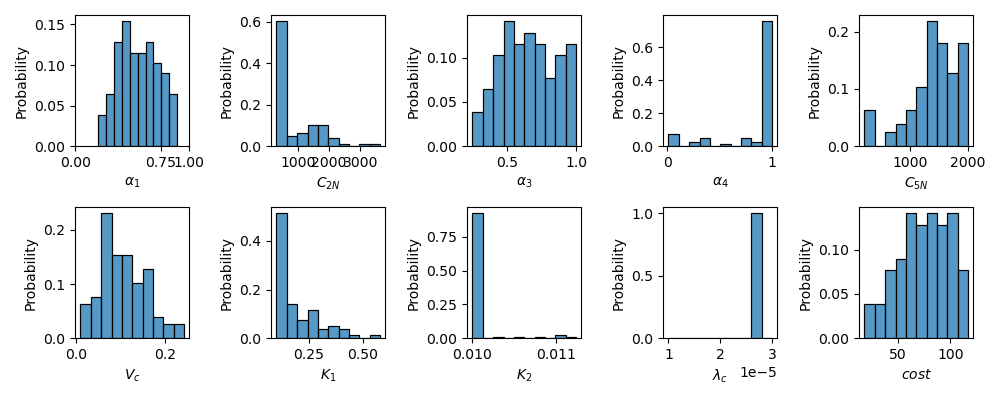 Probability 0.15 0.10 0.05 0.00 0.00 0.75 1.00 α₁
Probability 0.6 0.4 0.2 0.0 1000 2000 3000 C₂N
Probability 0.10 0.05 0.00 0.5 1.0 α₃
Probability 0.6 0.4 0.2 0.0 0 1 α₄
Probability 0.2 0.1 0.0 1000 2000 C₅N
Probability 0.2 0.1 0.0 0.0 0.2 V_c
Probability 0.4 0.2 0.0 0.25 0.50 K₁
Probability 0.75 0.50 0.25 0.00 0.010 0.011 K₂
Probability 1.0 0.5 0.0 1 2 3 1e−5 λ_c
Probability 0.10 0.05 0.00 50 100 cost